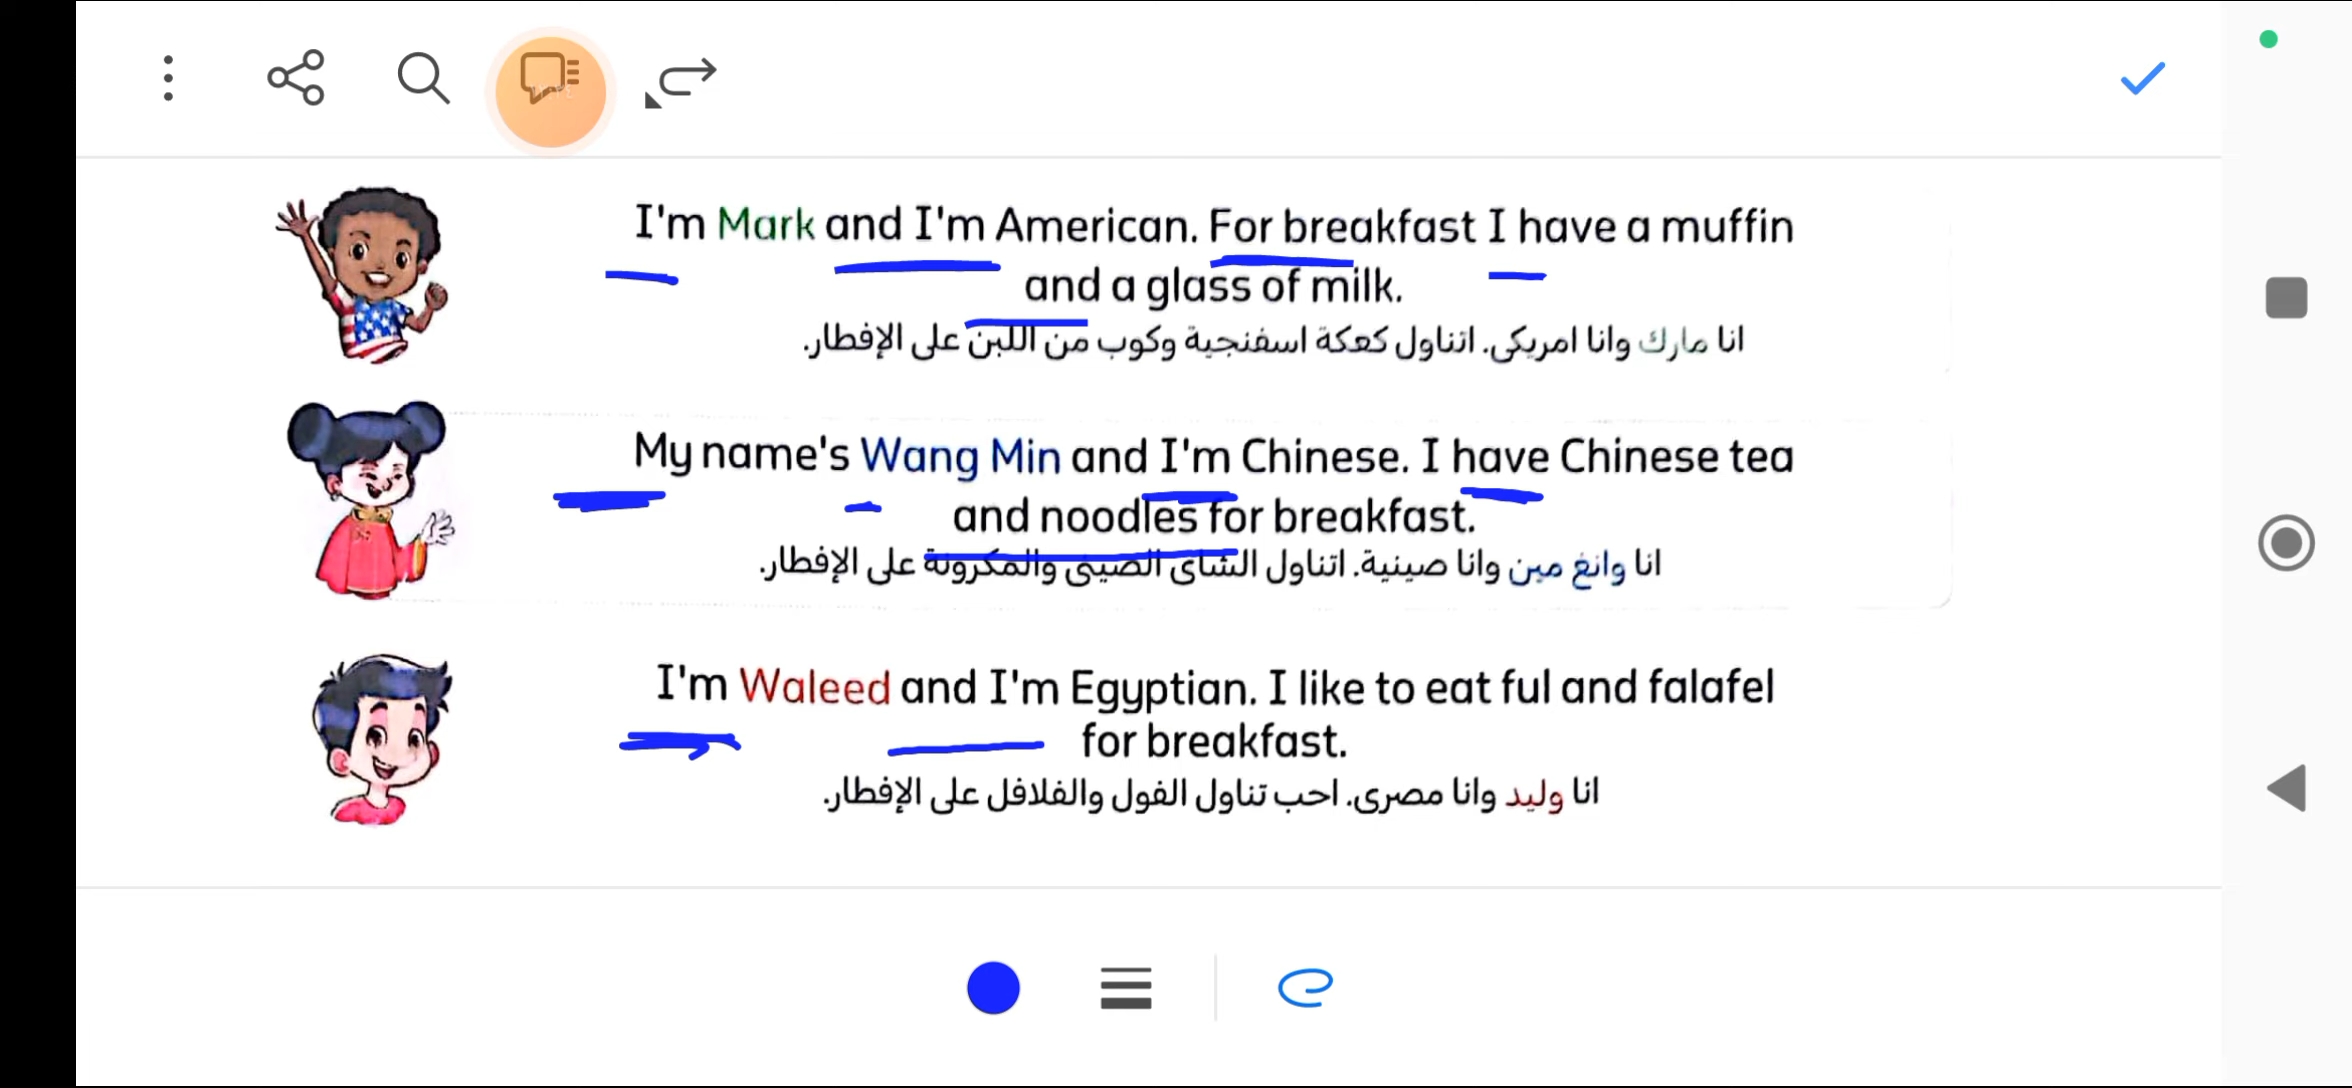 I'm Mark and I'm American. For breakfast I have a muffin
and a glass of milk.
انا مارك وانا امريكى. اتناول كعكة اسفنجية وكوب من اللبن على الإفطار.
My name's Wang Min and I'm Chinese. I have Chinese tea
and noodles for breakfast.
انا وانغ مين وانا صينية. اتناول الشاى الصينى والمكرونة على الإفطار.
I'm Waleed and I'm Egyptian. I like to eat ful and falafel
for breakfast.
انا وليد وانا مصرى. احب تناول الفول والفلافل على الإفطار.